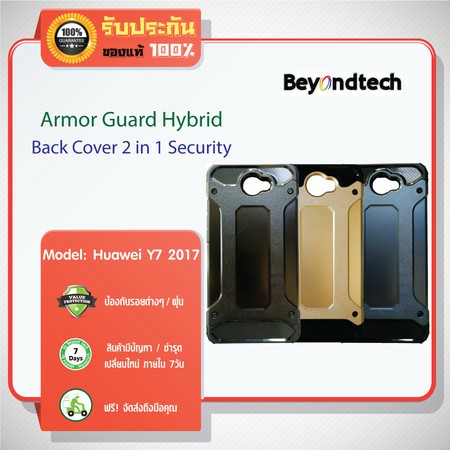 100%
GUARANTEE
รับประกัน
ของแท้ 100%
Beyondtech
Armor Guard Hybrid
Back Cover 2 in 1 Security
Model: Huawei Y7 2017
VALUE
PROTECTION
ป้องกันรอยต่างๆ / ฝุ่น
7
Days
สินค้ามีปัญหา / ชำรุด
เปลี่ยนใหม่ ภายใน 7วัน
ฟรี! จัดส่งถึงมือคุณ